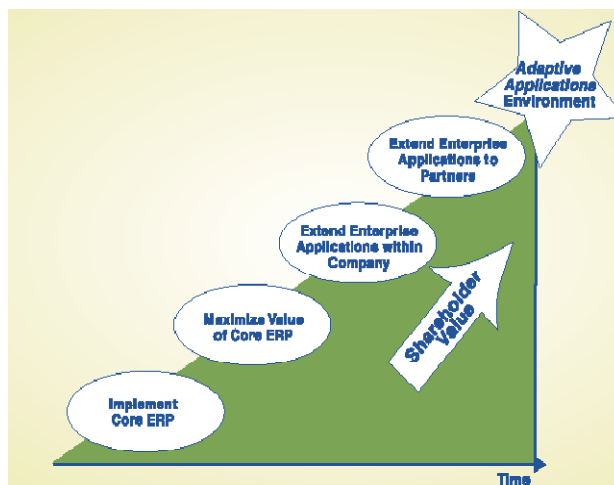 Adaptive
Applications
Environment
Extend Enterprise
Applications to
Partners
Extend Enterprise
Applications within
Company
Maximize Value
of Core ERP
Shareholder
Value
Implement
Core ERP
Time